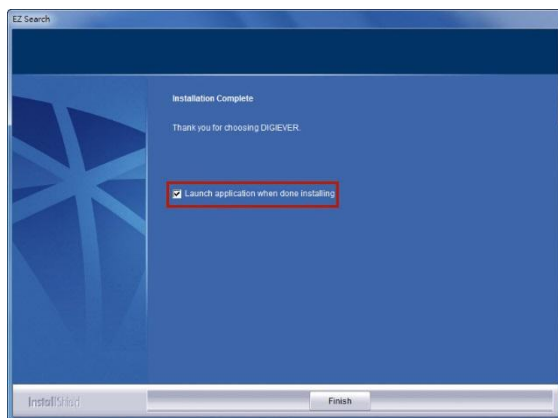 EZ Search
Installation Complete
Thank you for choosing DIGIEVER.
Launch application when done installing
InstallShield
Finish